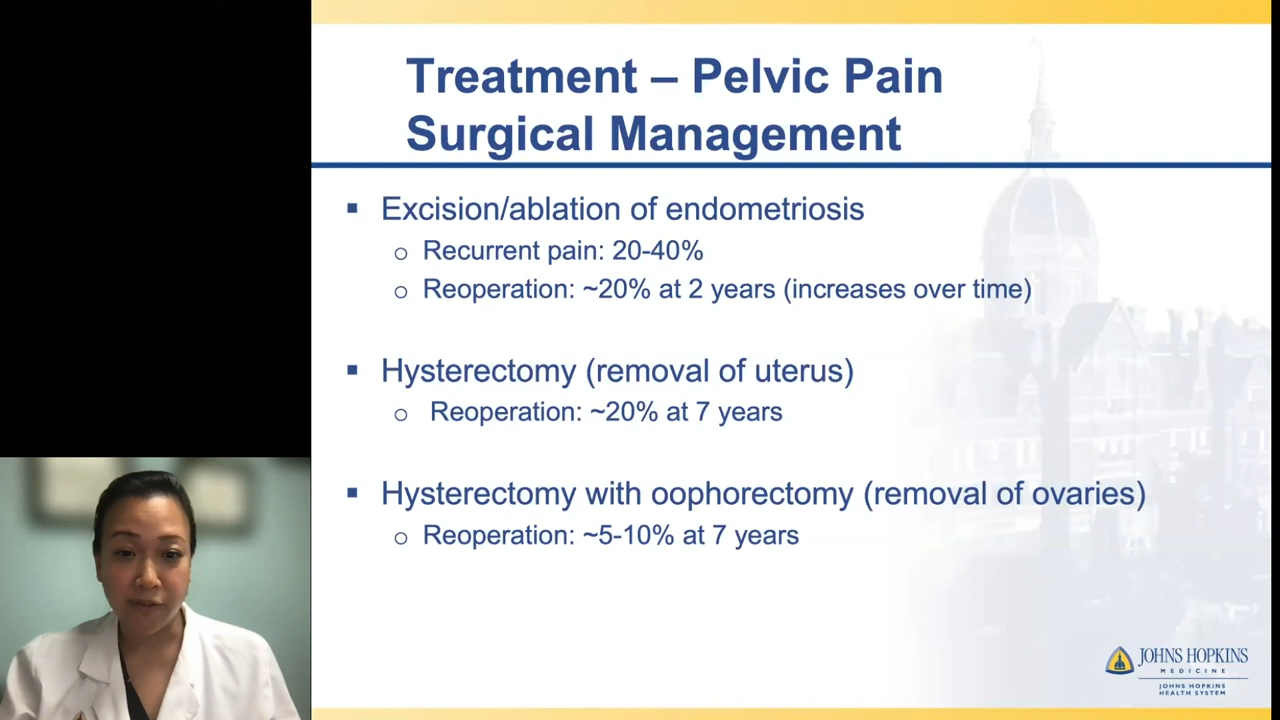 Treatment – Pelvic Pain
Surgical Management
▪ Excision/ablation of endometriosis
o Recurrent pain: 20-40%
o Reoperation: ~20% at 2 years (increases over time)
▪ Hysterectomy (removal of uterus)
o Reoperation: ~20% at 7 years
▪ Hysterectomy with oophorectomy (removal of ovaries)
o Reoperation: ~5-10% at 7 years
JOHNS HOPKINS
MEDICINE
JOHNS HOPKINS
HEALTH SYSTEM